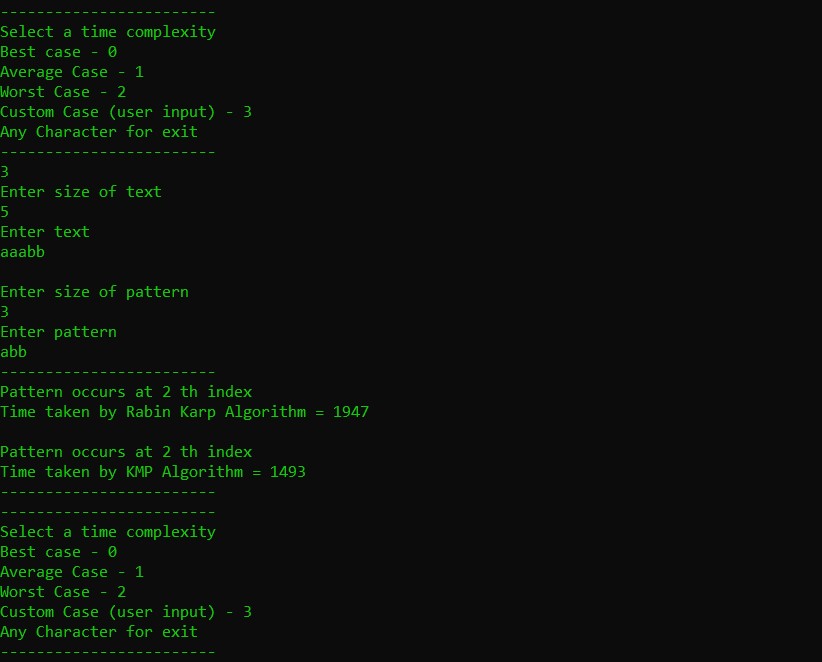 ------------------------
Select a time complexity
Best case - 0
Average Case - 1
Worst Case - 2
Custom Case (user input) - 3
Any Character for exit
------------------------
3
Enter size of text
5
Enter text
aaabb
Enter size of pattern
3
Enter pattern
abb
------------------------
Pattern occurs at 2 th index
Time taken by Rabin Karp Algorithm = 1947
Pattern occurs at 2 th index
Time taken by KMP Algorithm = 1493
------------------------
------------------------
Select a time complexity
Best case - 0
Average Case - 1
Worst Case - 2
Custom Case (user input) - 3
Any Character for exit
------------------------